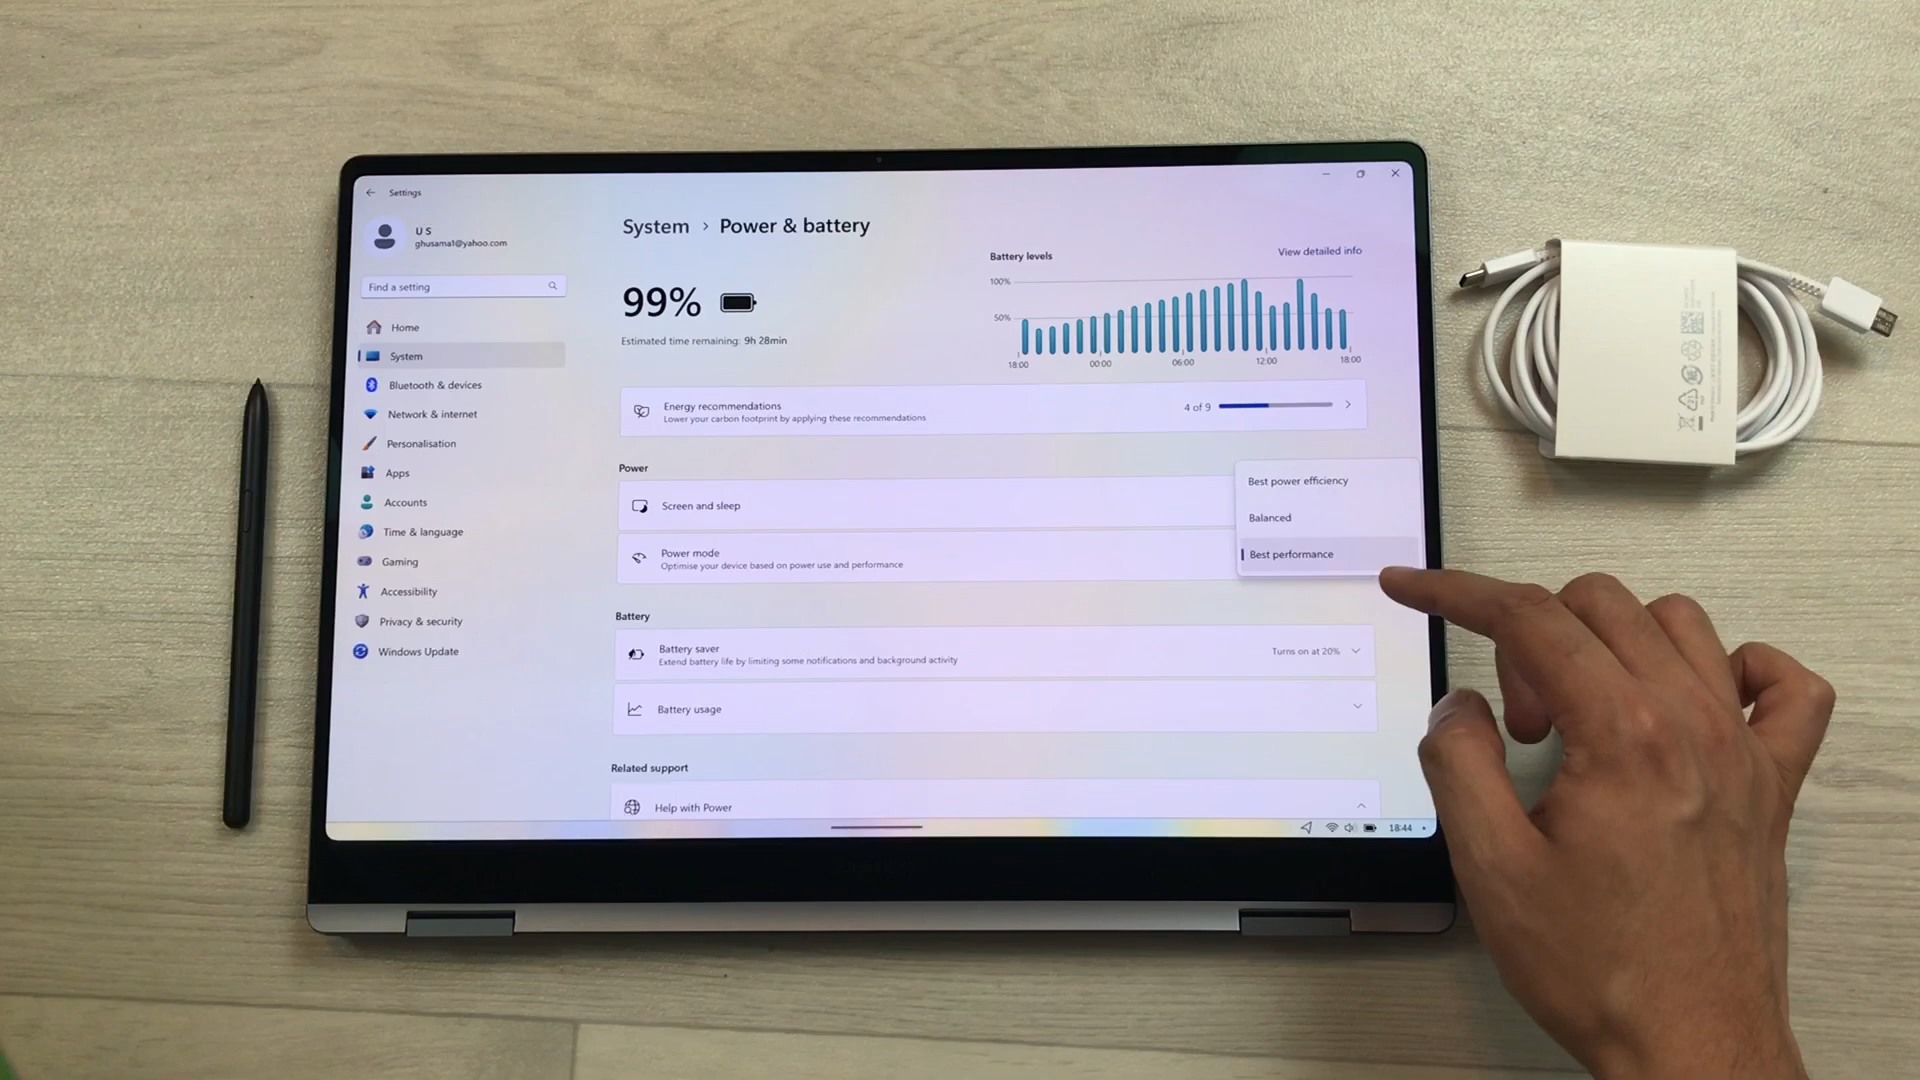 Settings
U S
ghusama1@yahoo.com
Find a setting
Home
System
Bluetooth & devices
Network & internet
Personalisation
Apps
Accounts
Time & language
Gaming
Accessibility
Privacy & security
Windows Update
System > Power & battery
99%
Estimated time remaining: 9h 28min
Battery levels
View detailed info
100%
50%
18:00 00:00 06:00 12:00 18:00
Energy recommendations
Lower your carbon footprint by applying these recommendations
4 of 9
Power
Screen and sleep
Power mode
Optimise your device based on power use and performance
Best power efficiency
Balanced
Best performance
Battery
Battery saver
Extend battery life by limiting some notifications and background activity
Turns on at 20%
Battery usage
Related support
Help with Power
18:44